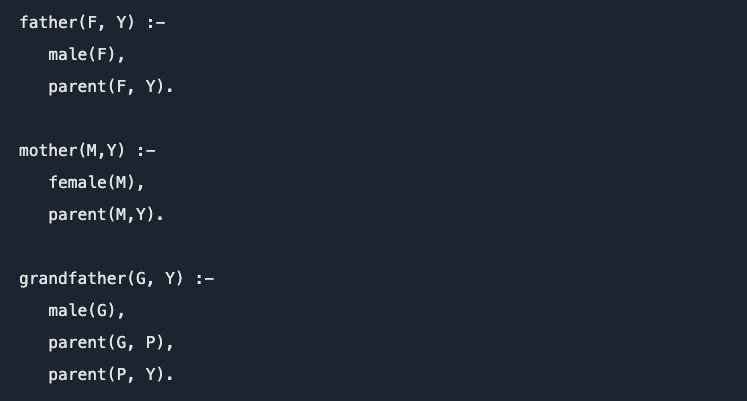 father(F, Y) :-
   male(F),
   parent(F, Y).

mother(M,Y) :-
   female(M),
   parent(M,Y).

grandfather(G, Y) :-
   male(G),
   parent(G, P),
   parent(P, Y).